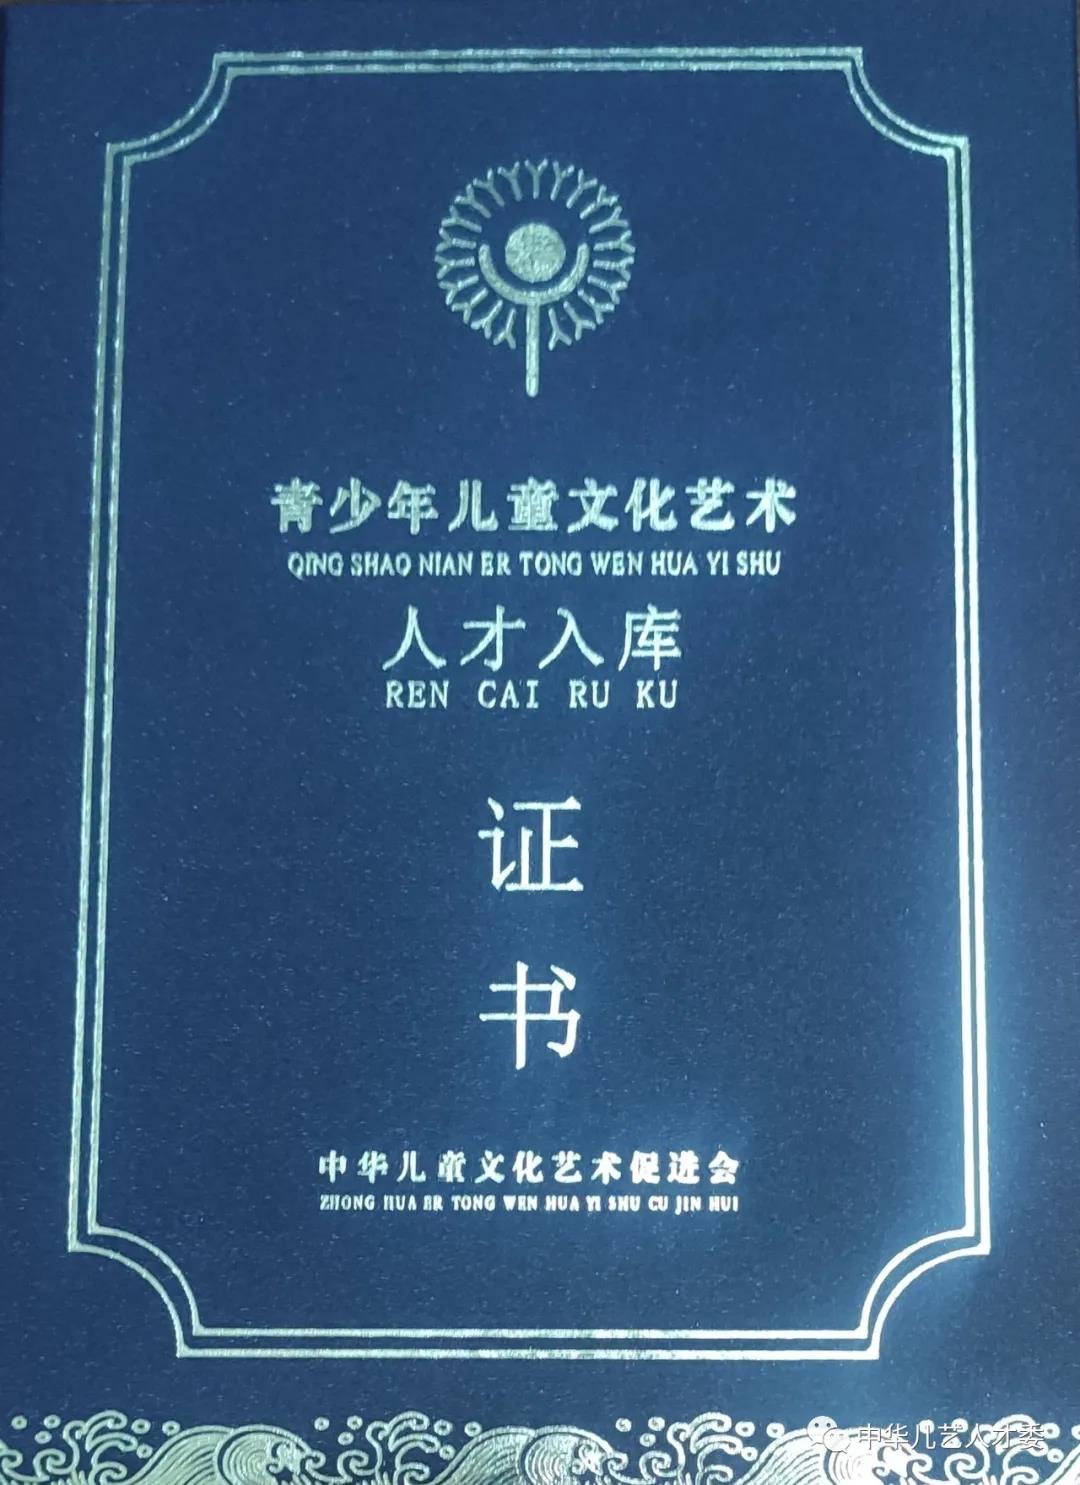 青少年儿童文化艺术
QING SHAO NIAN ER TONG WEN HUA YI SHU
人才入库
REN CAI RU KU
证
书
中华儿童文化艺术促进会
ZHONG HUA ER TONG WEN HUA YI SHU CU JIN HUI
中华儿艺人才委